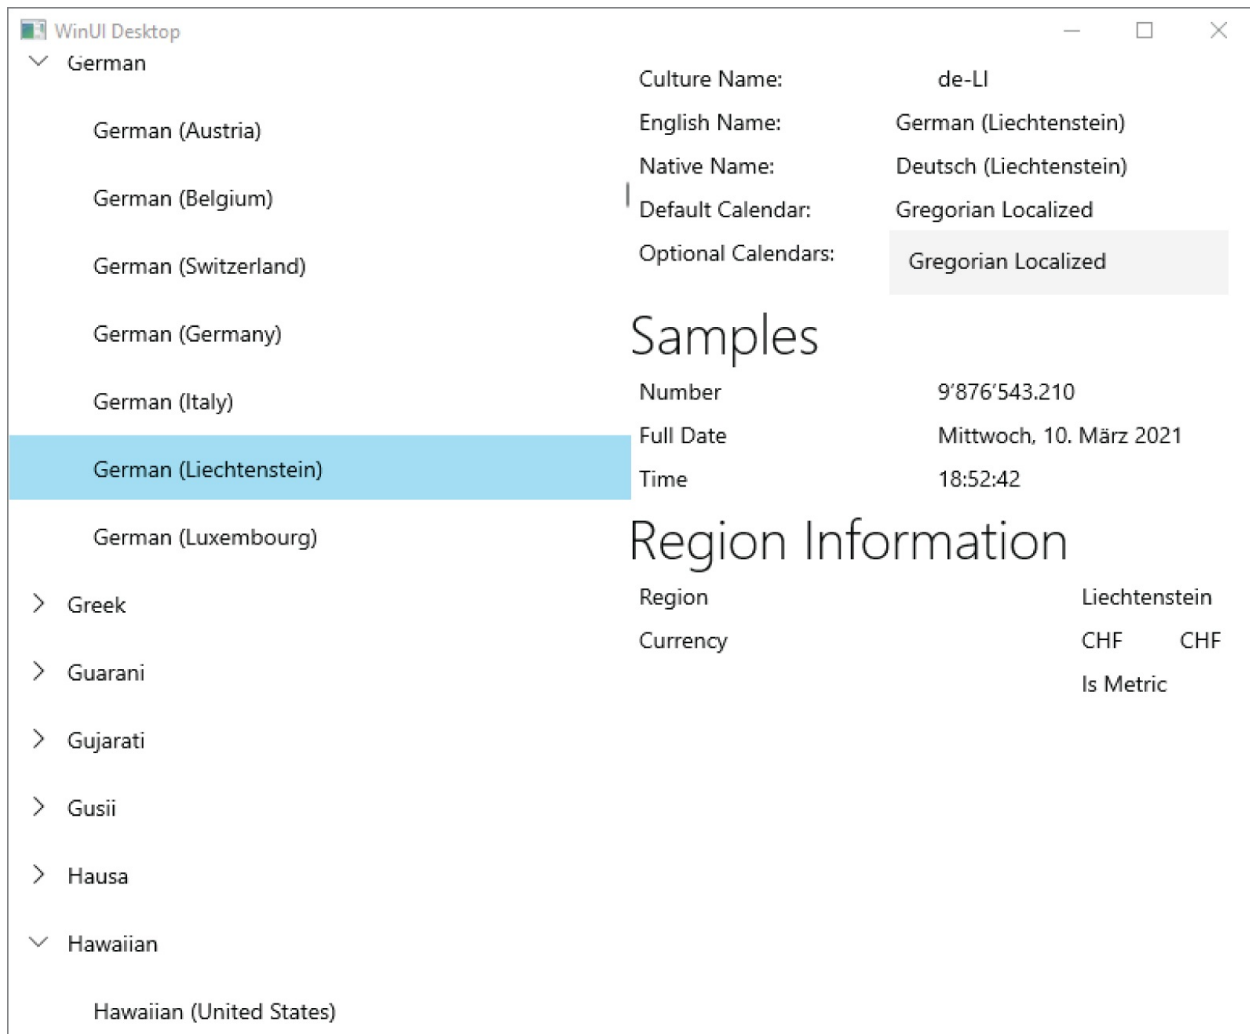 WinUI Desktop
German
German (Austria)
German (Belgium)
German (Switzerland)
German (Germany)
German (Italy)
German (Liechtenstein)
German (Luxembourg)
Greek
Guarani
Gujarati
Gusii
Hausa
Hawaiian
Hawaiian (United States)
Culture Name: de-LI
English Name: German (Liechtenstein)
Native Name: Deutsch (Liechtenstein)
Default Calendar: Gregorian Localized
Optional Calendars: Gregorian Localized
Samples
Number 9’876’543.210
Full Date Mittwoch, 10. März 2021
Time 18:52:42
Region Information
Region Liechtenstein
Currency CHF CHF
Is Metric